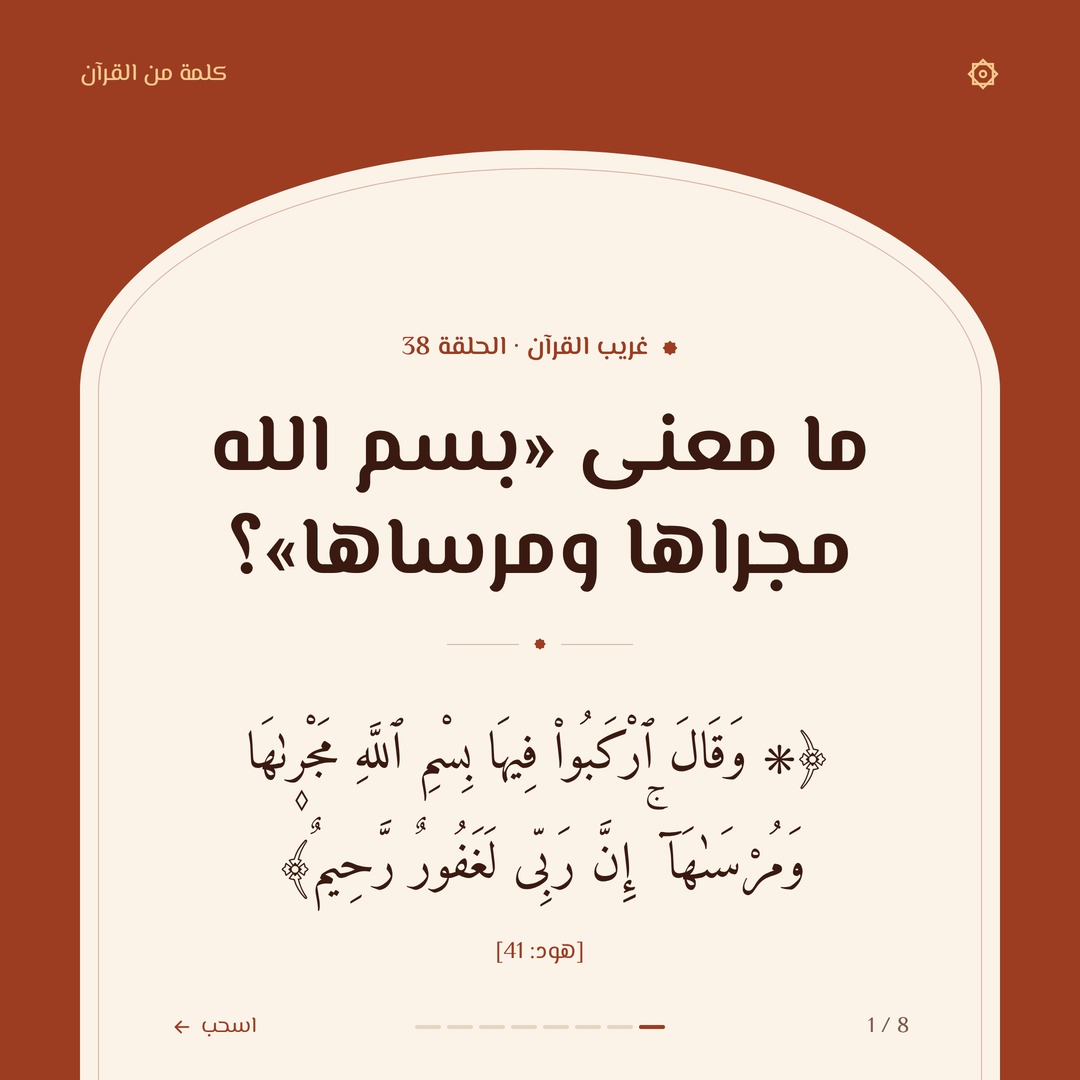 كلمة من القرآن
غريب القرآن · الحلقة 38
ما معنى «بسم الله
مجراها ومرساها»؟
﴿۞ وَقَالَ ٱرْكَبُوا۟ فِيهَا بِسْمِ ٱللَّهِ مَجْر۪ىٰهَا
وَمُرْسَىٰهَآ ۚ إِنَّ رَبِّى لَغَفُورٌ رَّحِيمٌ﴾
[هود: 41]
1 / 8
اسحب ←